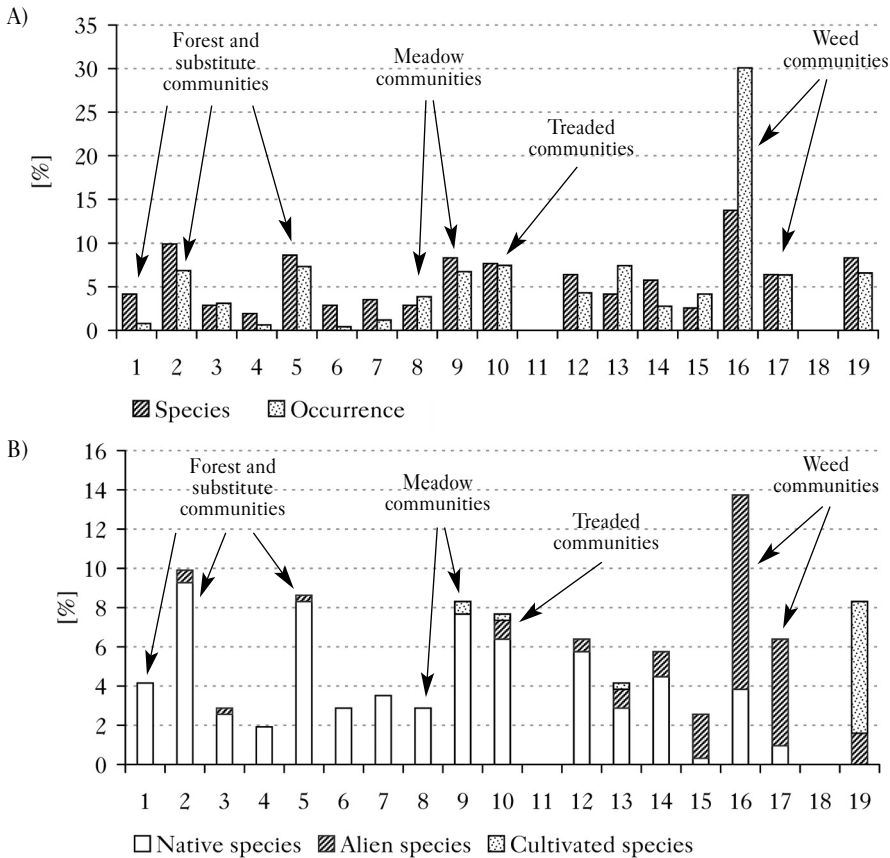 A)
35
30
25
20
15
10
5
0
[%]
Forest and
substitute
communities
Meadow
communities
Treaded
communities
Weed
communities
1 2 3 4 5 6 7 8 9 10 11 12 13 14 15 16 17 18 19
Species Occurrence
B)
16
14
12
10
8
6
4
2
0
[%]
Forest and
substitute
communities
Meadow
communities
Treaded
communities
Weed
communities
1 2 3 4 5 6 7 8 9 10 11 12 13 14 15 16 17 18 19
Native species Alien species Cultivated species